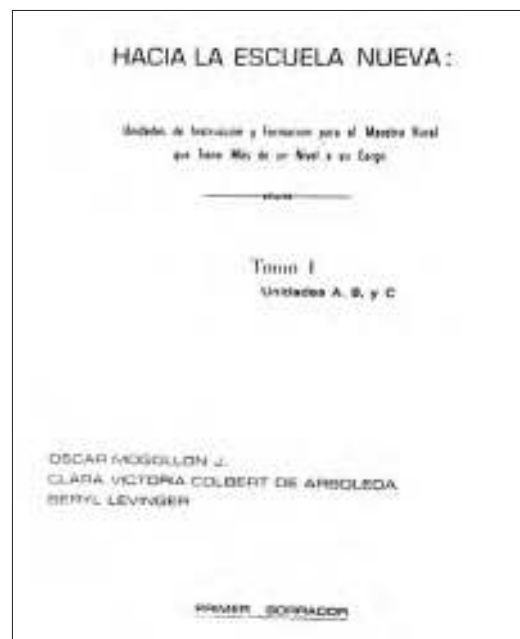 HACIA LA ESCUELA NUEVA:
Unidades de Instrucción y Formación para el Maestro Rural
que Tiene Más de un Nivel a su Cargo
Tomo I
Unidades A, B, y C
OSCAR MOGOLLON J.
CLARA VICTORIA COLBERT DE ARBOLEDA
BERYL LEVINGER
PRIMER BORRADOR